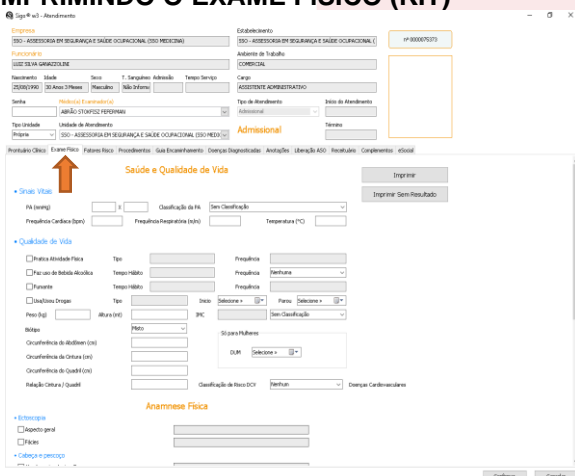 MPRIMINDO O EXAME FÍSICO (KIT)
Sigo® w3 - Atendimento
Empresa Estabelecimento
SSO - ASSESSORIA EM SEGURANÇA E SAÚDE OCUPACIONAL (SSO MEDICINA) SSO - ASSESSORIA EM SEGURANÇA E SAÚDE OCUPACIONAL ( nº 0000075373
Funcionário Ambiente de Trabalho
LUIZ SILVA GANAZZOLINE COMERCIAL
Nascimento Idade Sexo T. Sanguíneo Admissão Tempo Serviço Cargo
25/08/1990 30 Anos 3 Meses Masculino Não Informa ASSISTENTE ADMINISTRATIVO
Senha Médico(a) Examinador(a) Tipo de Atendimento Início do Atendimento
ABRÃO STOKFISZ FEFERMAN Admissional
Tipo Unidade Unidade de Atendimento Término
Própria SSO - ASSESSORIA EM SEGURANÇA E SAÚDE OCUPACIONAL (SSO MEDI Admissional
Prontuário Clínico Exame Físico Fatores Risco Procedimentos Guia Encaminhamento Doenças Diagnosticadas Anotações Liberação ASO Receituário Complementos eSocial
Saúde e Qualidade de Vida Imprimir
• Sinais Vitais Imprimir Sem Resultado
PA (mmHg) X Classificação da PA Sem Classificação
Frequência Cardíaca (bpm) Frequência Respiratória (m/m) Temperatura (ºC)
• Qualidade de Vida
Pratica Atividade Física Tipo Frequência
Faz uso de Bebida Alcoólica Tempo Hábito Frequência Nenhuma
Fumante Tempo Hábito Frequência
Usa/Usou Drogas Tipo Início Selecione » Parou Selecione »
Peso (kg) Altura (mt) IMC Sem Classificação
Biótipo Misto Só para Mulheres
Circunferência do Abdômen (cm)
Circunferência da Cintura (cm) DUM Selecione »
Circunferência do Quadril (cm)
Relação Cintura / Quadril Classificação de Risco DCV Nenhum Doenças Cardiovasculares
Anamnese Física
• Ectoscopia
Aspecto geral
Fácies
• Cabeça e pescoço